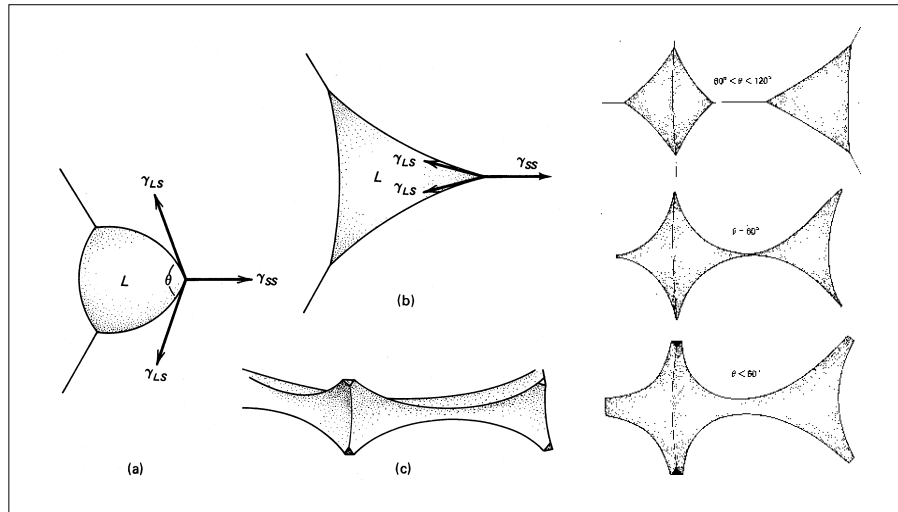 γLS
L
θ
γSS
γLS
(a)
γLS
L
γSS
γLS
(b)
(c)
60° < θ < 120°
θ = 60°
θ < 60°